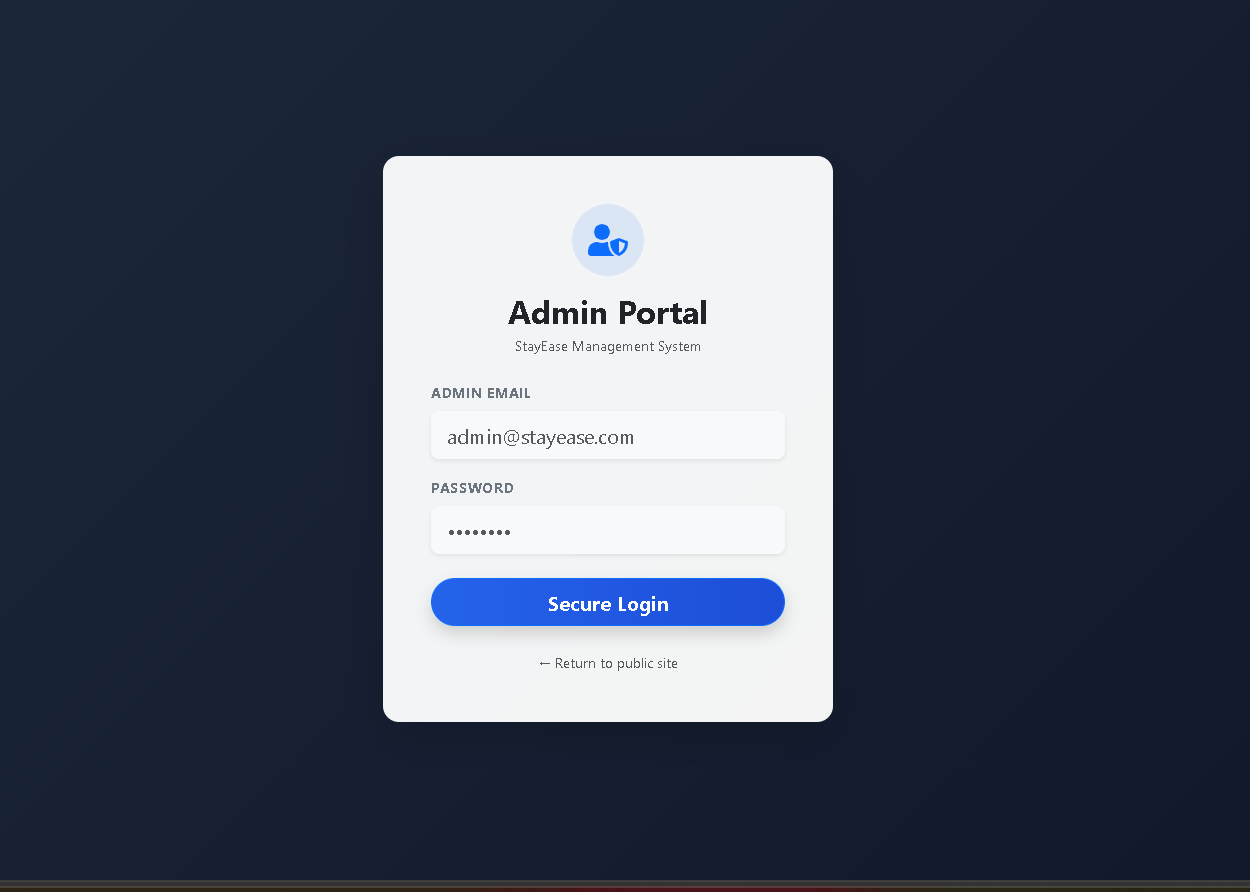 Admin Portal
StayEase Management System
ADMIN EMAIL
admin@stayease.com
PASSWORD
••••••••
Secure Login
← Return to public site